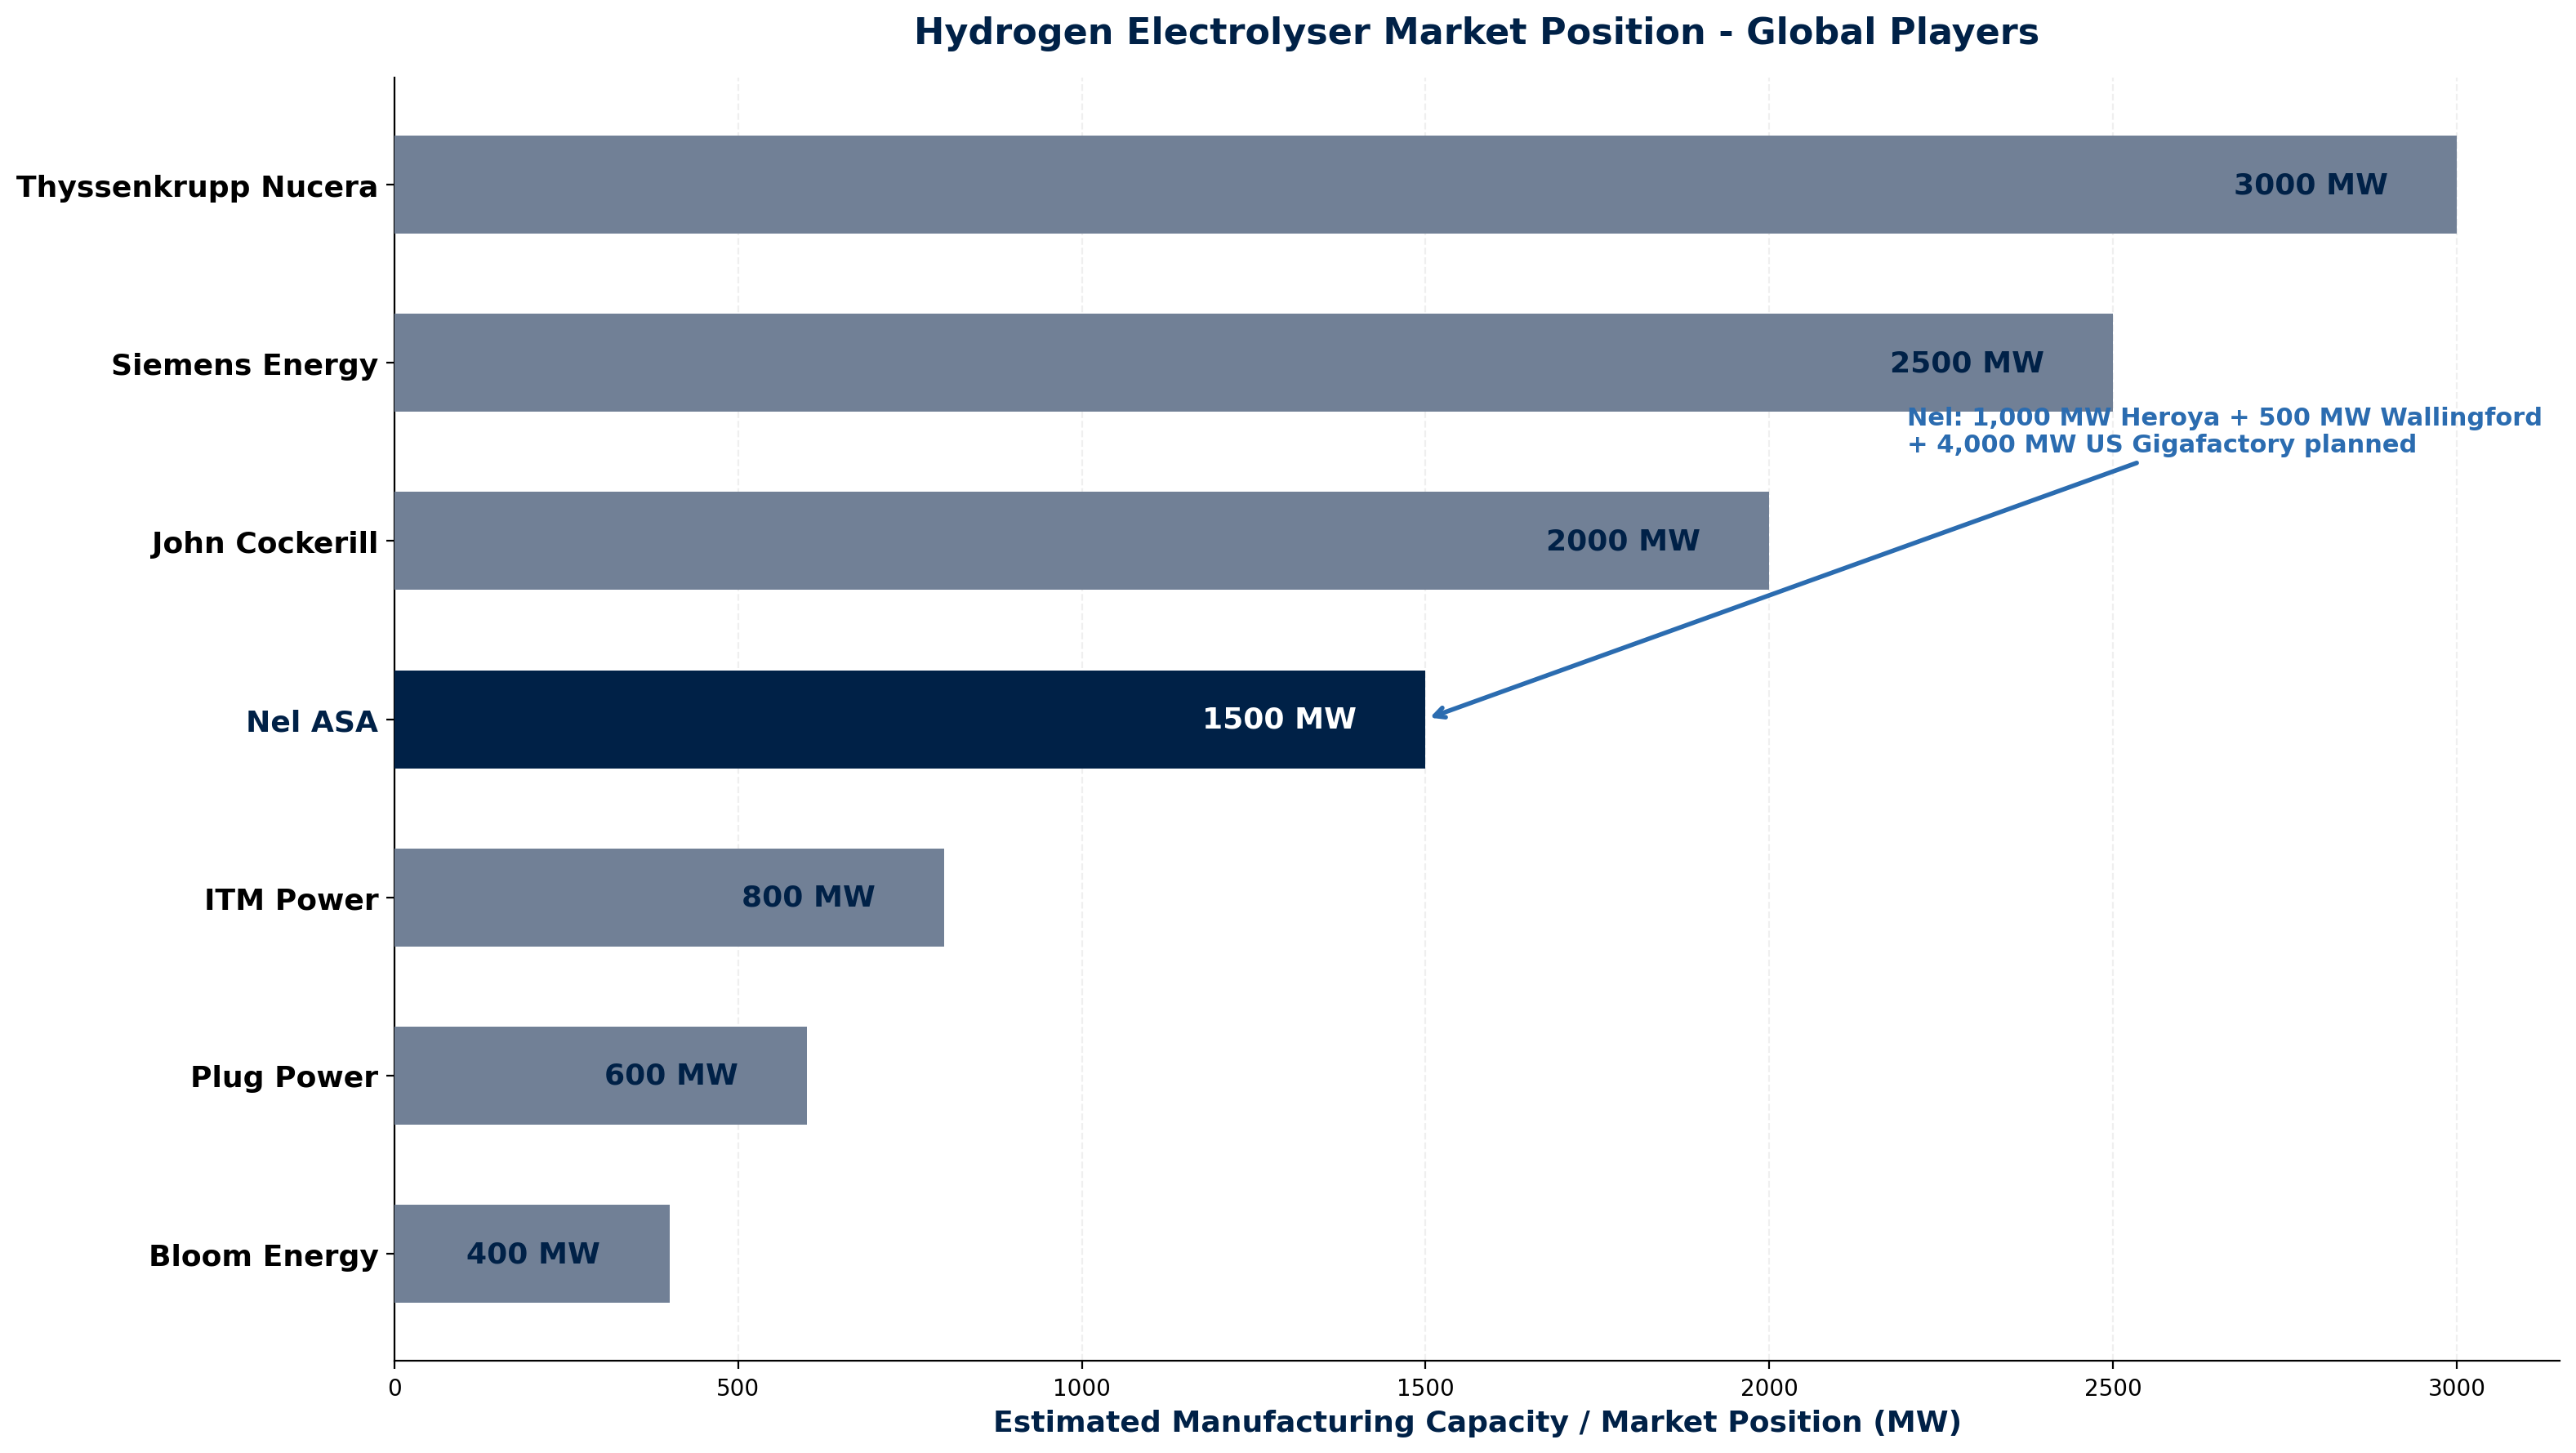 Hydrogen Electrolyser Market Position - Global Players
Thyssenkrupp Nucera
3000 MW
Siemens Energy
2500 MW
Nel: 1,000 MW Heroya + 500 MW Wallingford
+ 4,000 MW US Gigafactory planned
John Cockerill
2000 MW
Nel ASA
1500 MW
ITM Power
800 MW
Plug Power
600 MW
Bloom Energy
400 MW
0 500 1000 1500 2000 2500 3000
Estimated Manufacturing Capacity / Market Position (MW)